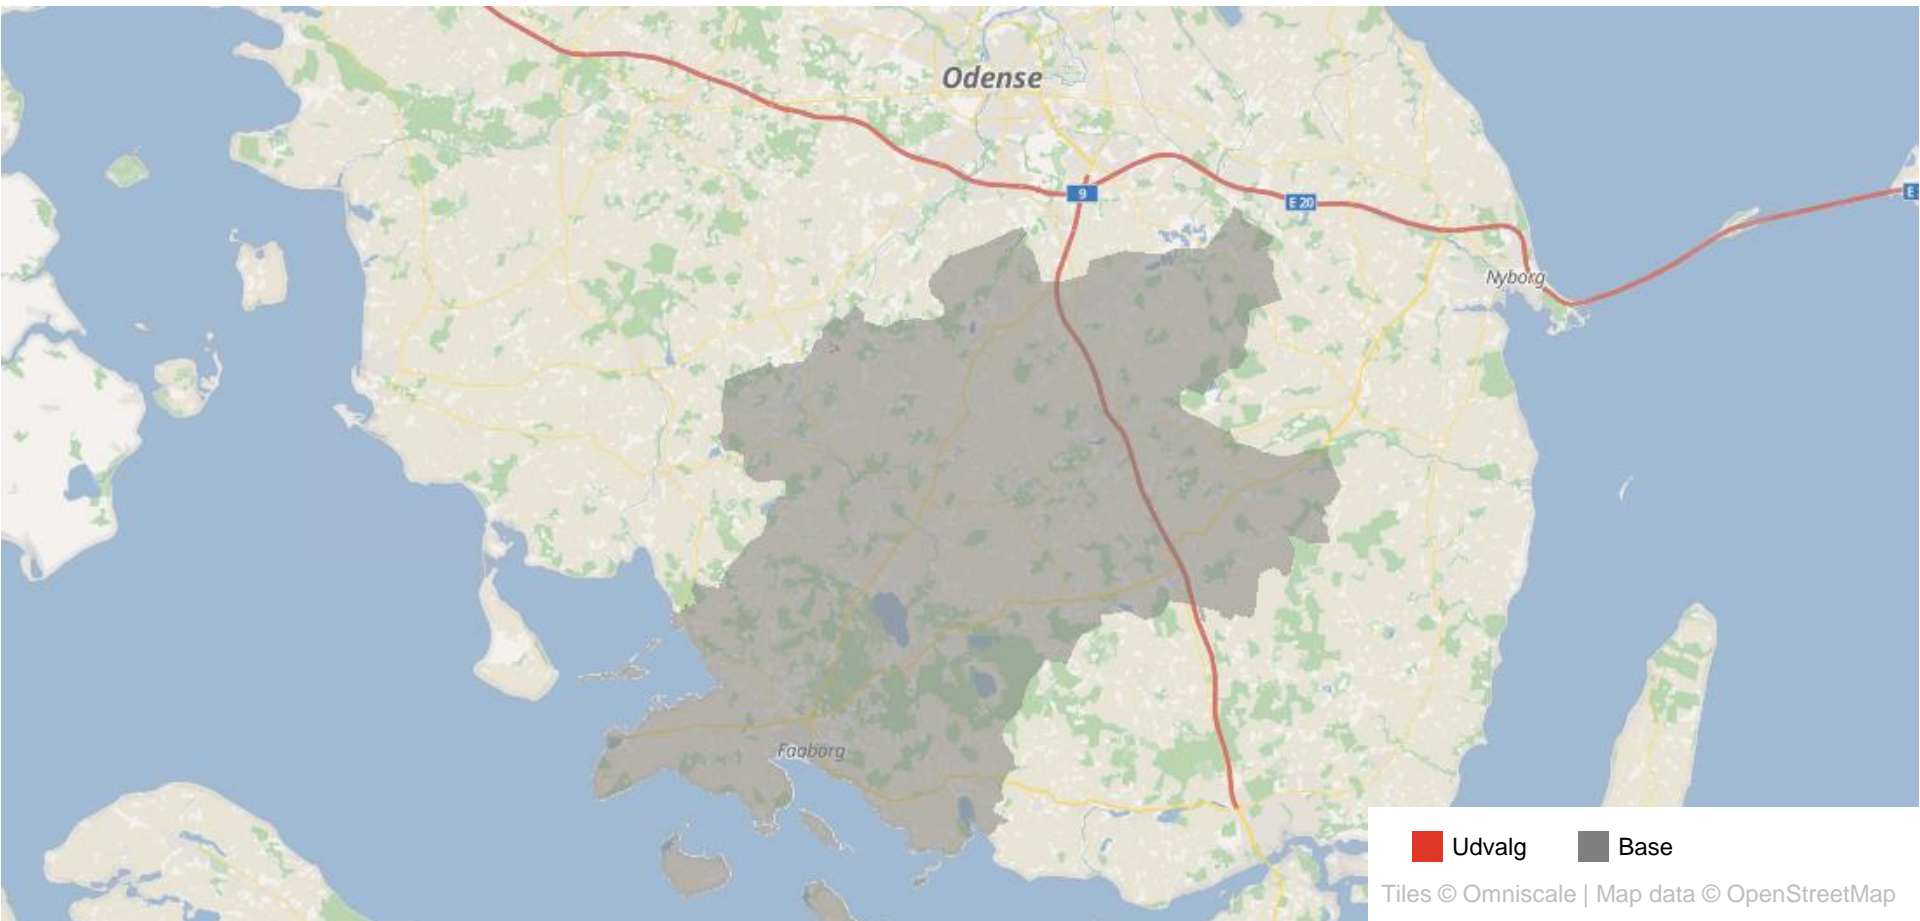 Odense
9
E 20
E
Nyborg
Faaborg
Udvalg
Base
Tiles © Omniscale | Map data © OpenStreetMap